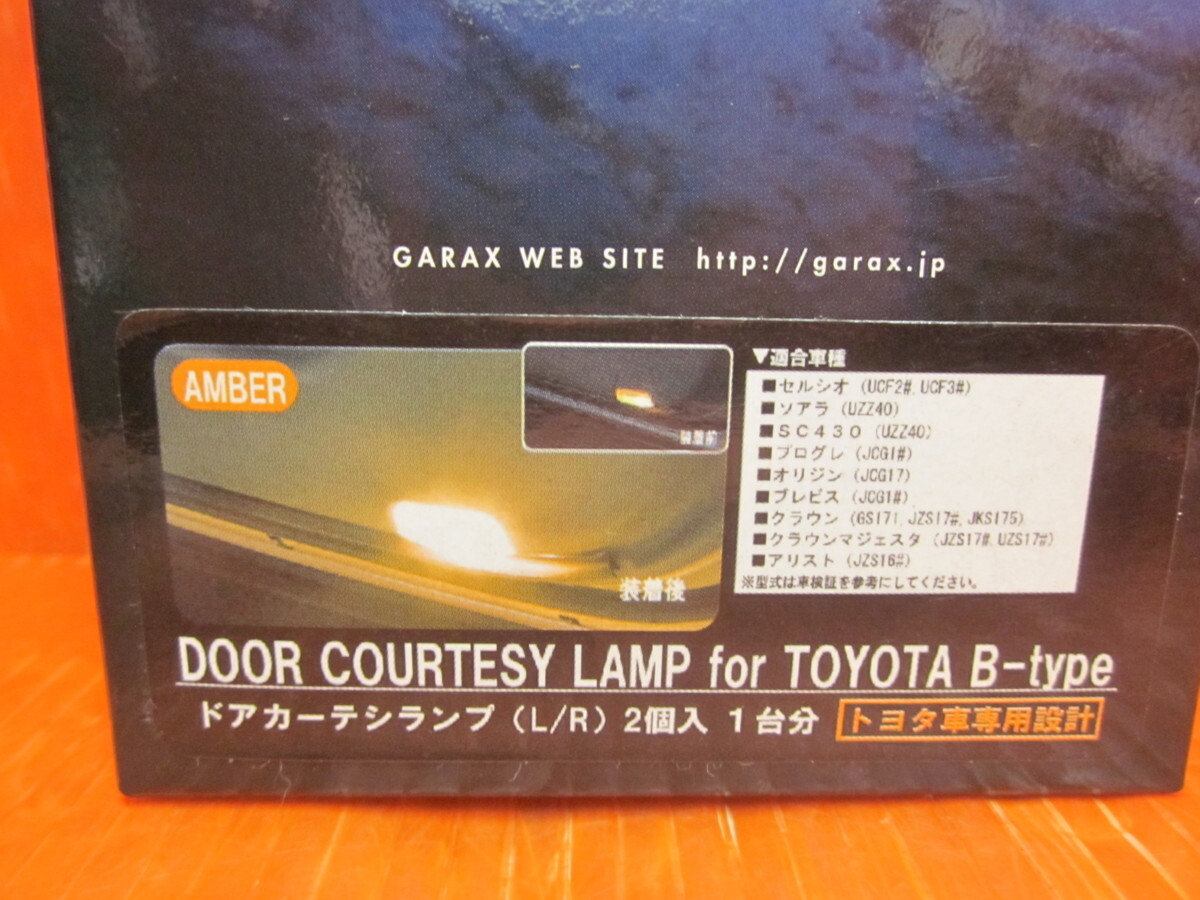 GARAX WEB SITE http://garax.jp
AMBER
装着前
装着後
▼適合車種
■セルシオ (UCF2#, UCF3#)
■ソアラ (UZZ40)
■SC430 (UZZ40)
■プログレ (JCG1#)
■オリジン (JCG17)
■ブレビス (JCG1#)
■クラウン (GS171, JZS17#, JKS175)
■クラウンマジェスタ (JZS17#, UZS17#)
■アリスト (JZS16#)
※型式は車検証を参考にしてください。
DOOR COURTESY LAMP for TOYOTA B-type
ドアカーテシランプ (L/R) 2個入 1台分 トヨタ車専用設計